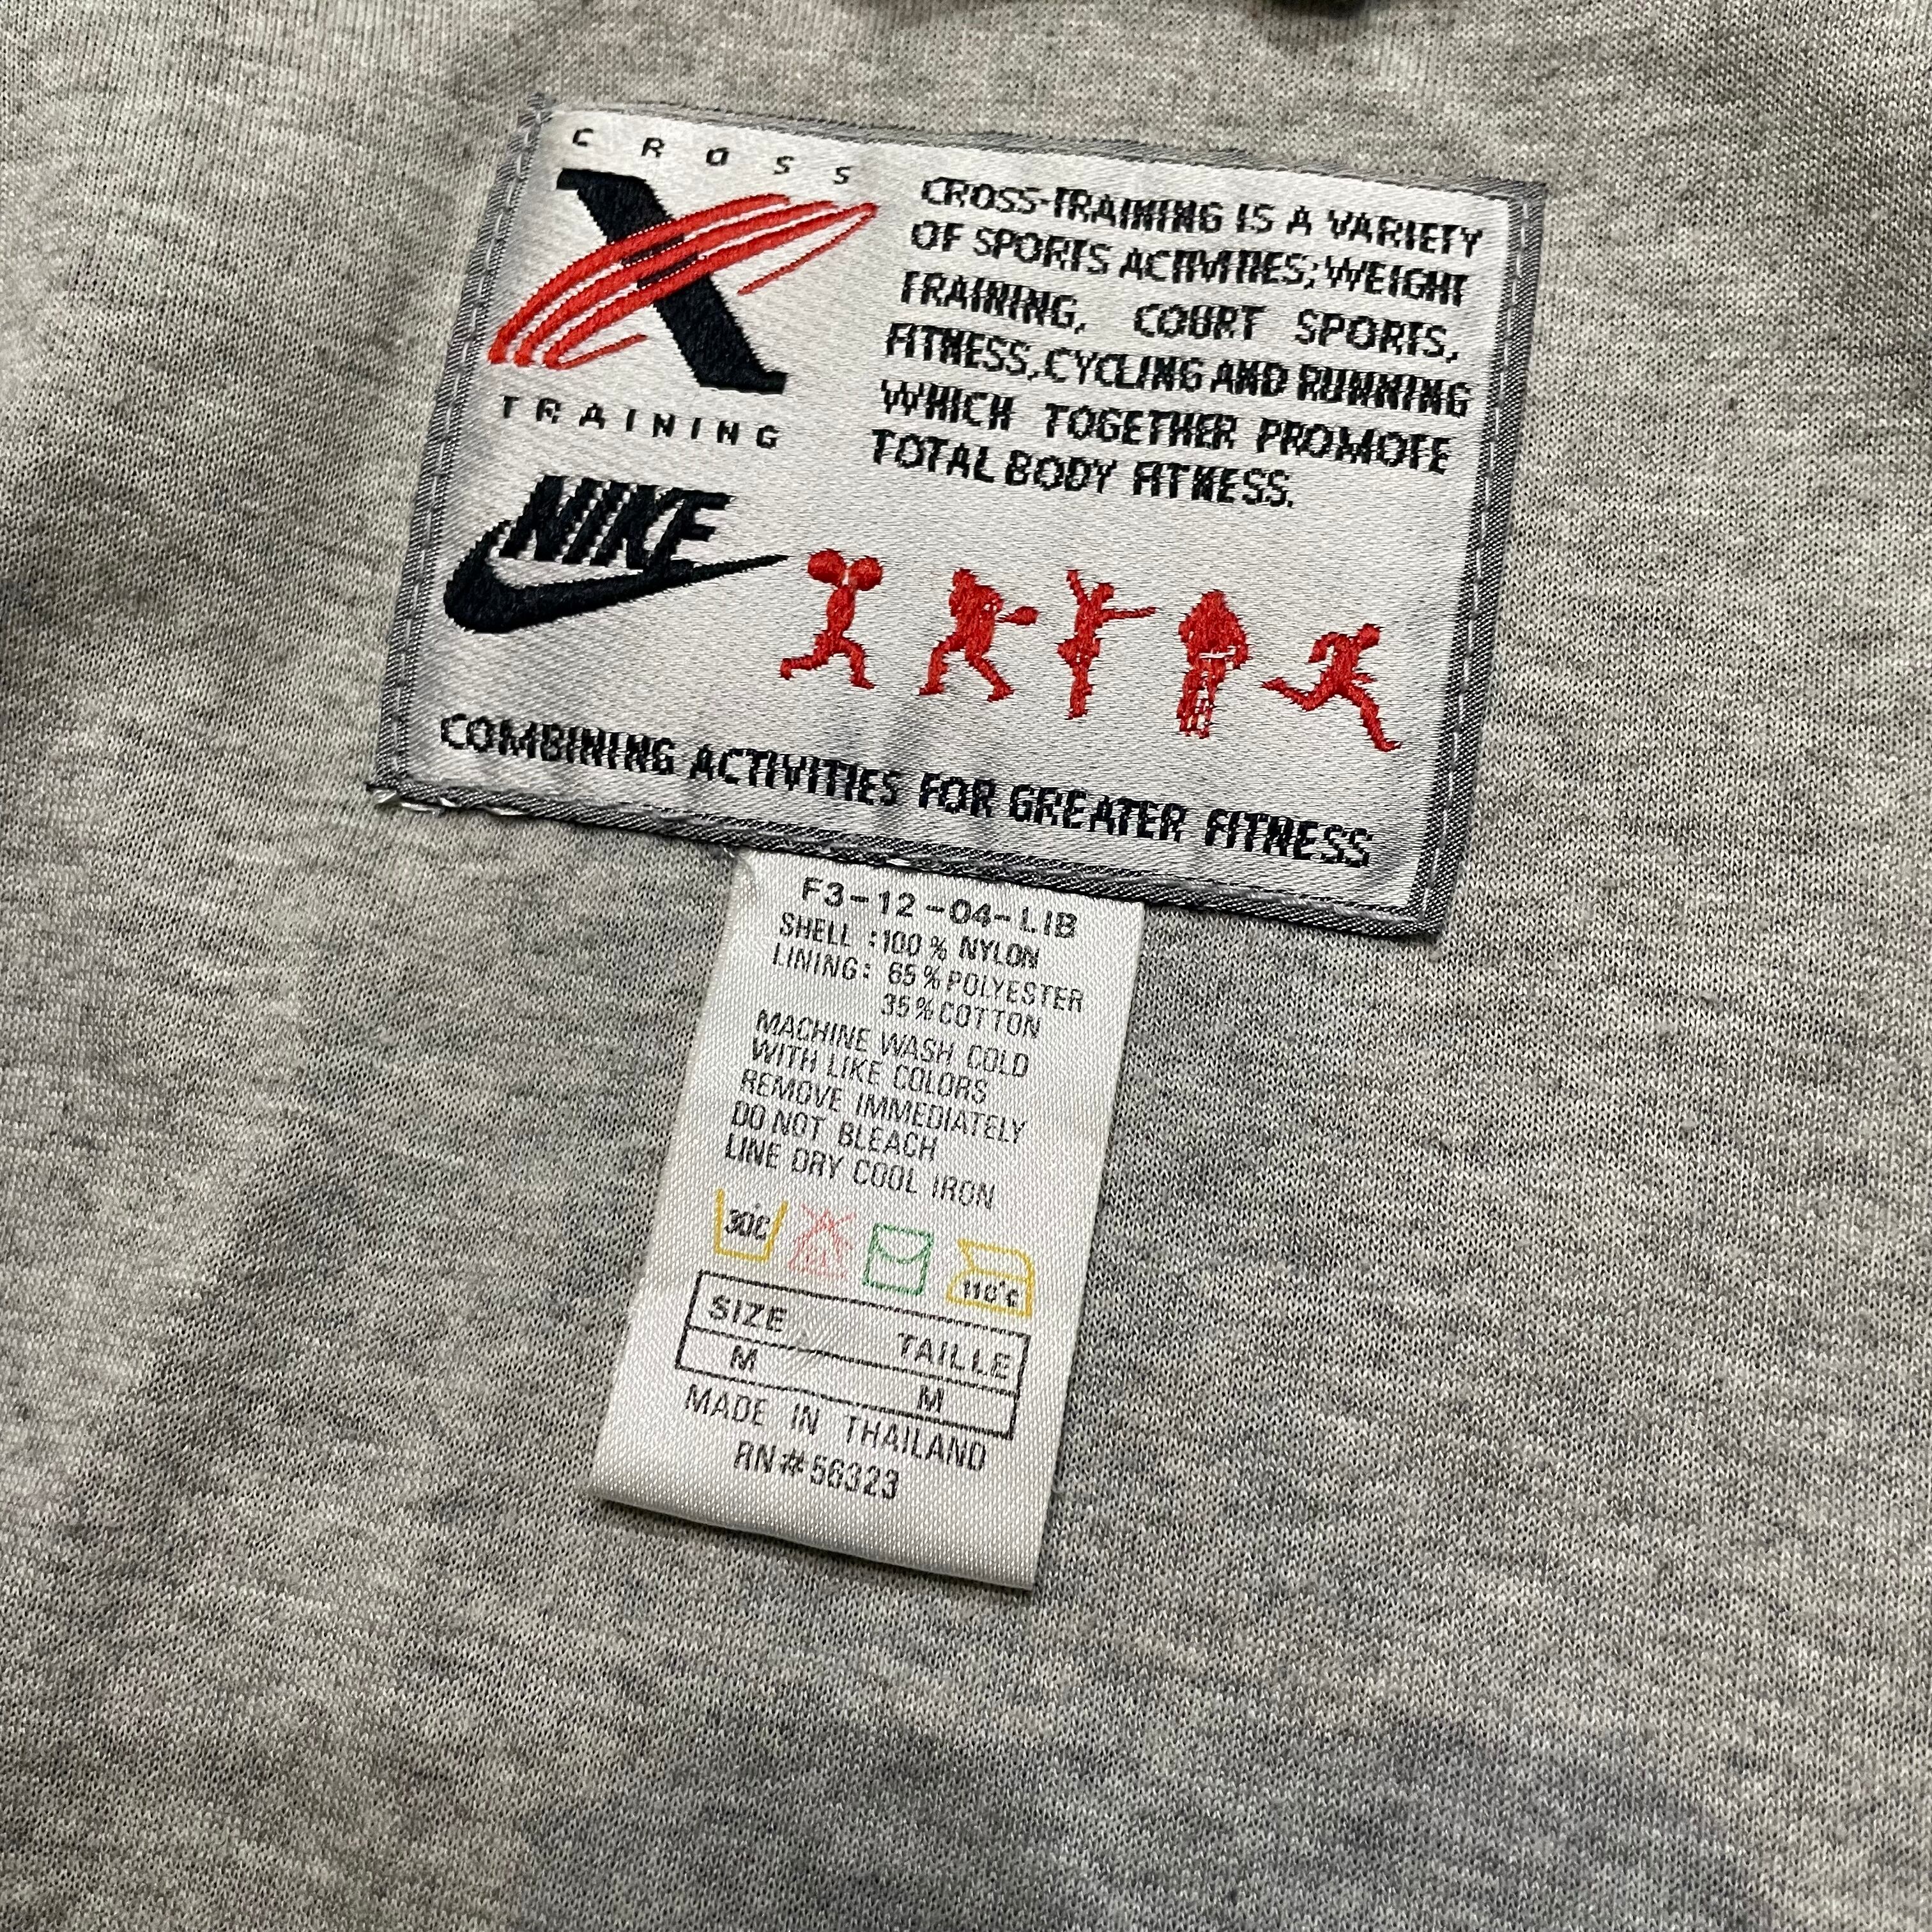 CROSS
X
TRAINING
NIKE
CROSS-TRAINING IS A VARIETY
OF SPORTS ACTIVITIES; WEIGHT
TRAINING, COURT SPORTS,
FITNESS, CYCLING AND RUNNING
WHICH TOGETHER PROMOTE
TOTAL BODY FITNESS.
COMBINING ACTIVITIES FOR GREATER FITNESS
F3-12-04-LIB
SHELL :100% NYLON
LINING: 65% POLYESTER
35% COTTON
MACHINE WASH COLD
WITH LIKE COLORS
REMOVE IMMEDIATELY
DO NOT BLEACH
LINE DRY COOL IRON
30°C
110°C
SIZE TAILLE
M M
MADE IN THAILAND
RN#56323